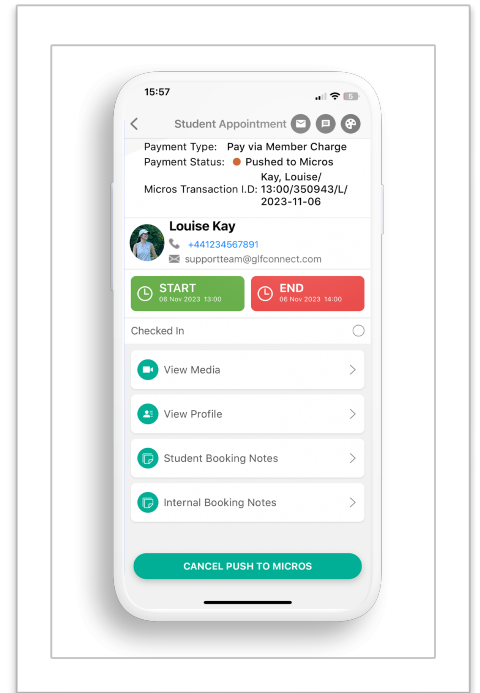 15:57
5
Student Appointment
Payment Type: Pay via Member Charge
Payment Status: Pushed to Micros
Kay, Louise/
Micros Transaction I.D: 13:00/350943/L/
2023-11-06
Louise Kay
+441234567891
supportteam@glfconnect.com
START
06 Nov 2023 13:00
END
06 Nov 2023 14:00
Checked In
View Media
View Profile
Student Booking Notes
Internal Booking Notes
CANCEL PUSH TO MICROS